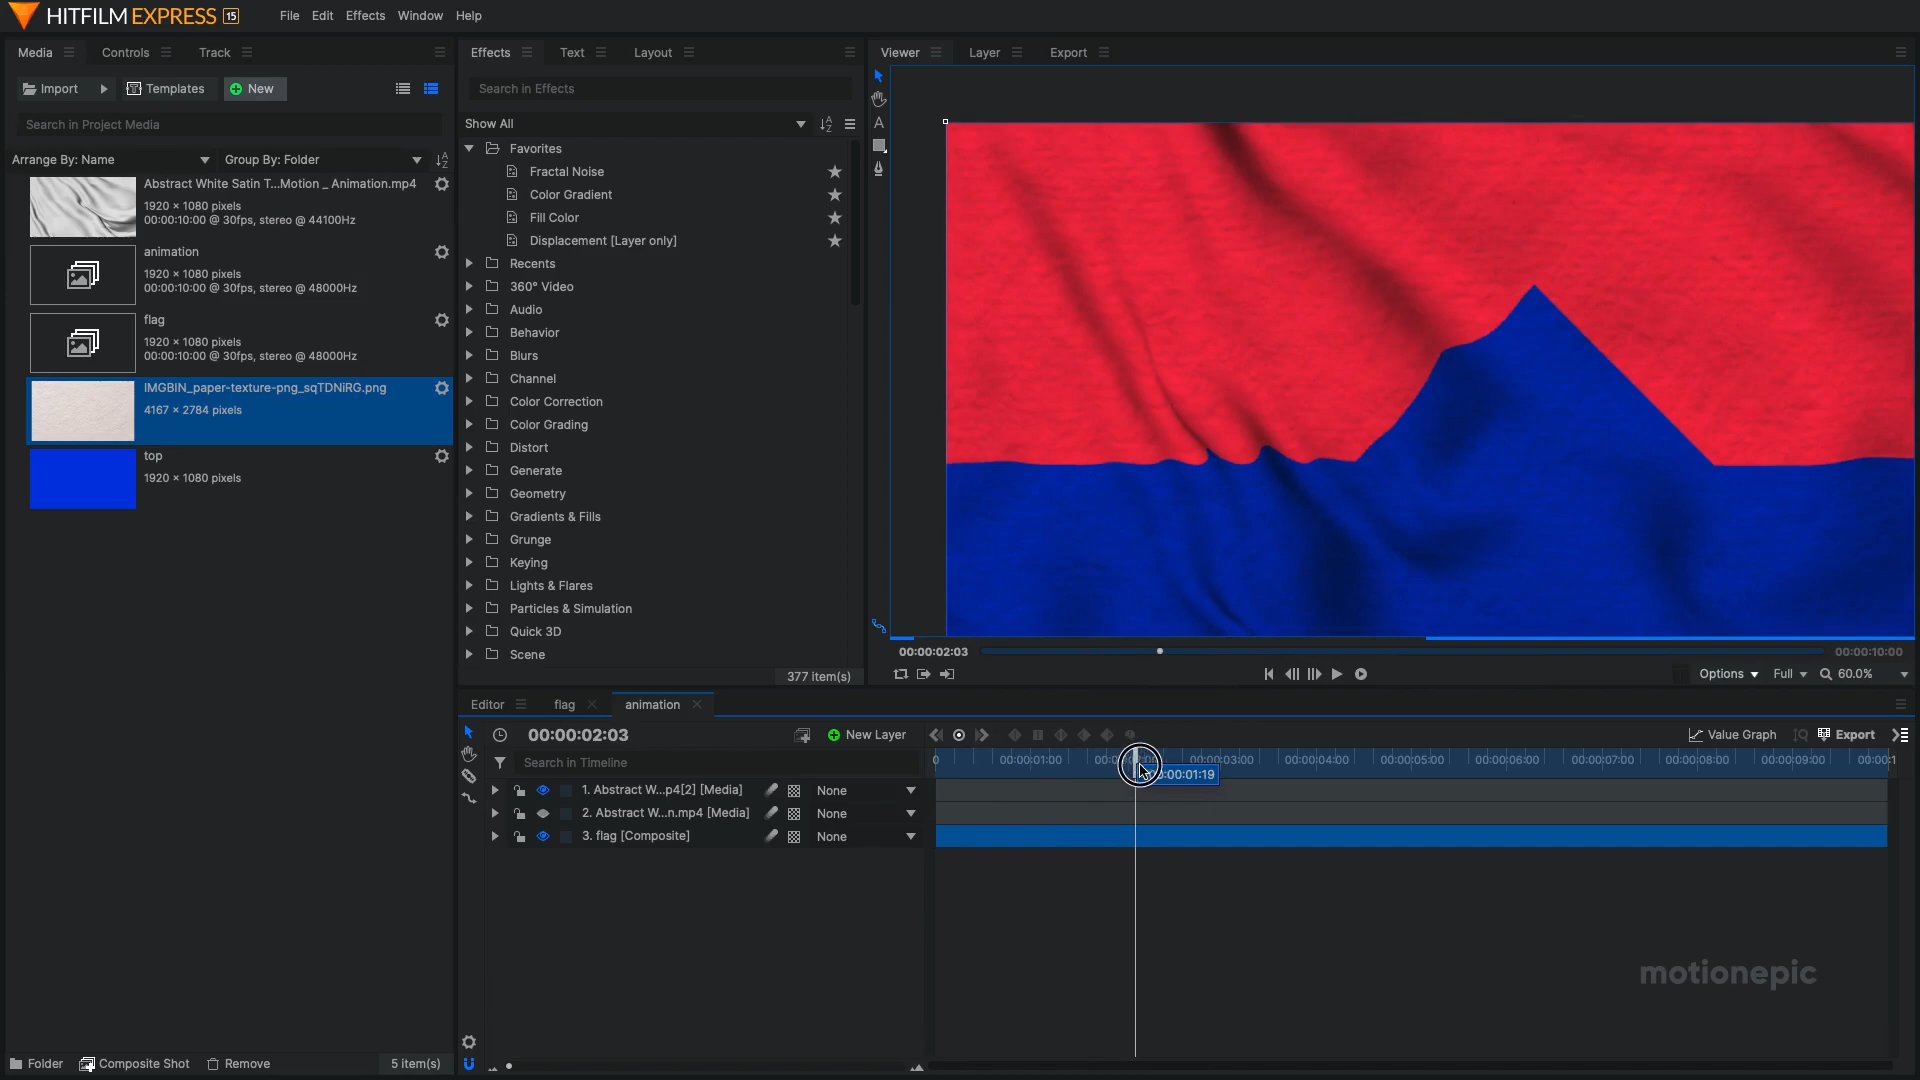 HITFILM EXPRESS 15
File Edit Effects Window Help
Media Controls Track
Import Templates New
Search in Project Media
Arrange By: Name Group By: Folder
Abstract White Satin T...Motion _ Animation.mp4
1920 × 1080 pixels
00:00:10:00 @ 30fps, stereo @ 44100Hz
animation
1920 × 1080 pixels
00:00:10:00 @ 30fps, stereo @ 48000Hz
flag
1920 × 1080 pixels
00:00:10:00 @ 30fps, stereo @ 48000Hz
IMGBIN_paper-texture-png_sqTDNiRG.png
4167 × 2784 pixels
top
1920 × 1080 pixels
Folder Composite Shot Remove 5 item(s)
Effects Text Layout
Search in Effects
Show All
Favorites
Fractal Noise
Color Gradient
Fill Color
Displacement [Layer only]
Recents
360° Video
Audio
Behavior
Blurs
Channel
Color Correction
Color Grading
Distort
Generate
Geometry
Gradients & Fills
Grunge
Keying
Lights & Flares
Particles & Simulation
Quick 3D
Scene
377 item(s)
Viewer Layer Export
A
00:00:02:03 00:00:10:00
Options Full 60.0%
Editor flag animation
00:00:02:03 New Layer Value Graph Export
Search in Timeline
0 00:00:01:00 00:00:03:00 00:00:04:00 00:00:05:00 00:00:06:00 00:00:07:00 00:00:08:00 00:00:09:00 00:00:1
00:00:01:19
1. Abstract W...p4[2] [Media] None
2. Abstract W...n.mp4 [Media] None
3. flag [Composite] None
motionepic